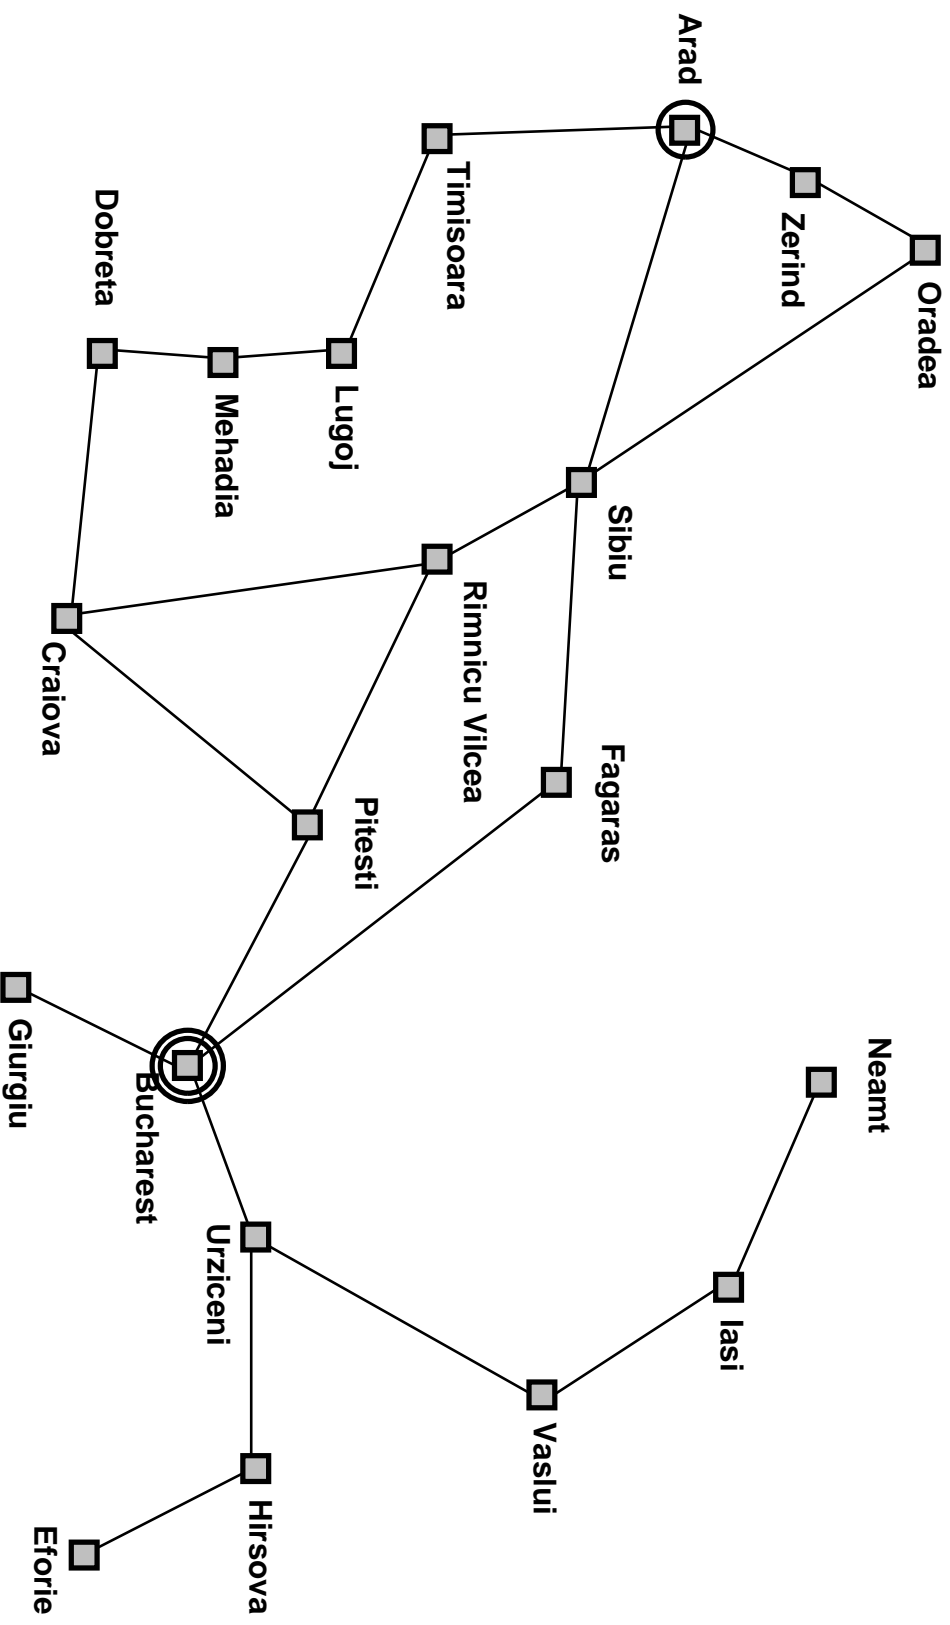 Oradea
Zerind
Arad
Timisoara
Lugoj
Mehadia
Dobreta
Sibiu
Rimnicu Vilcea
Craiova
Fagaras
Pitesti
Neamt
Giurgiu
Bucharest
Urziceni
Iasi
Vaslui
Hirsova
Eforie